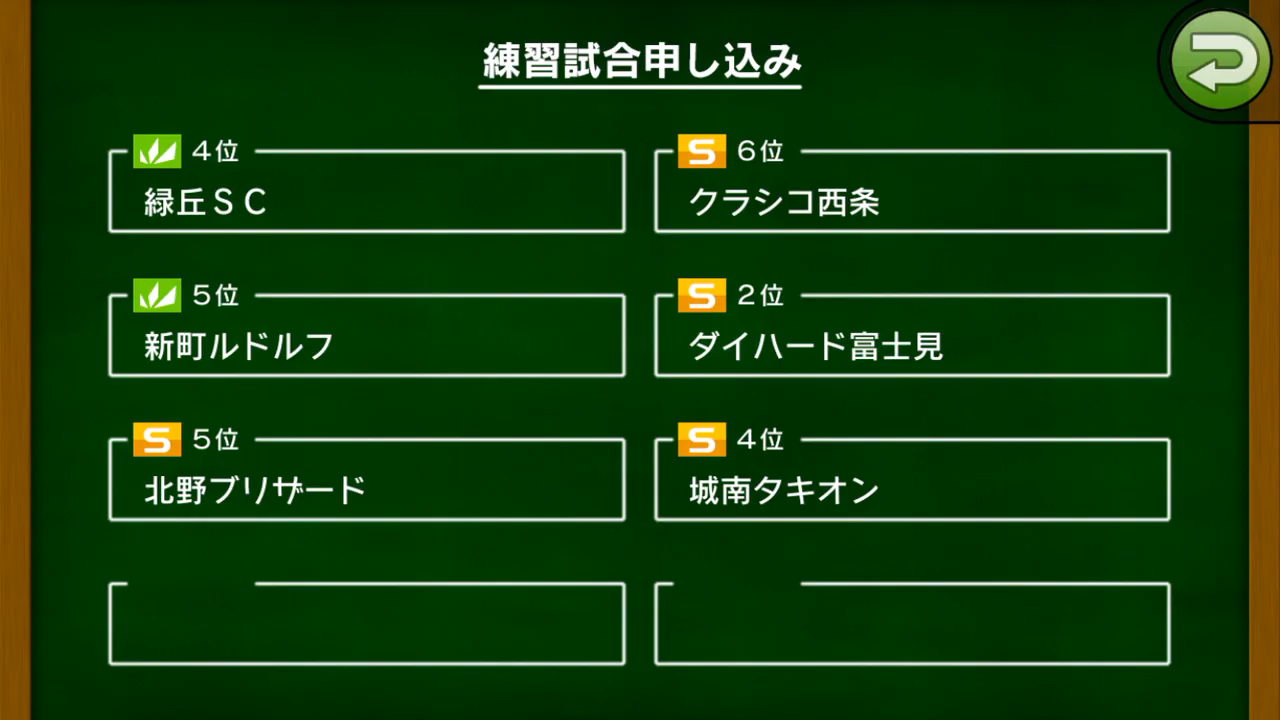 練習試合申し込み
4位
緑丘ＳＣ
S 6位
クラシコ西条
5位
新町ルドルフ
S 2位
ダイハード富士見
S 5位
北野ブリザード
S 4位
城南タキオン